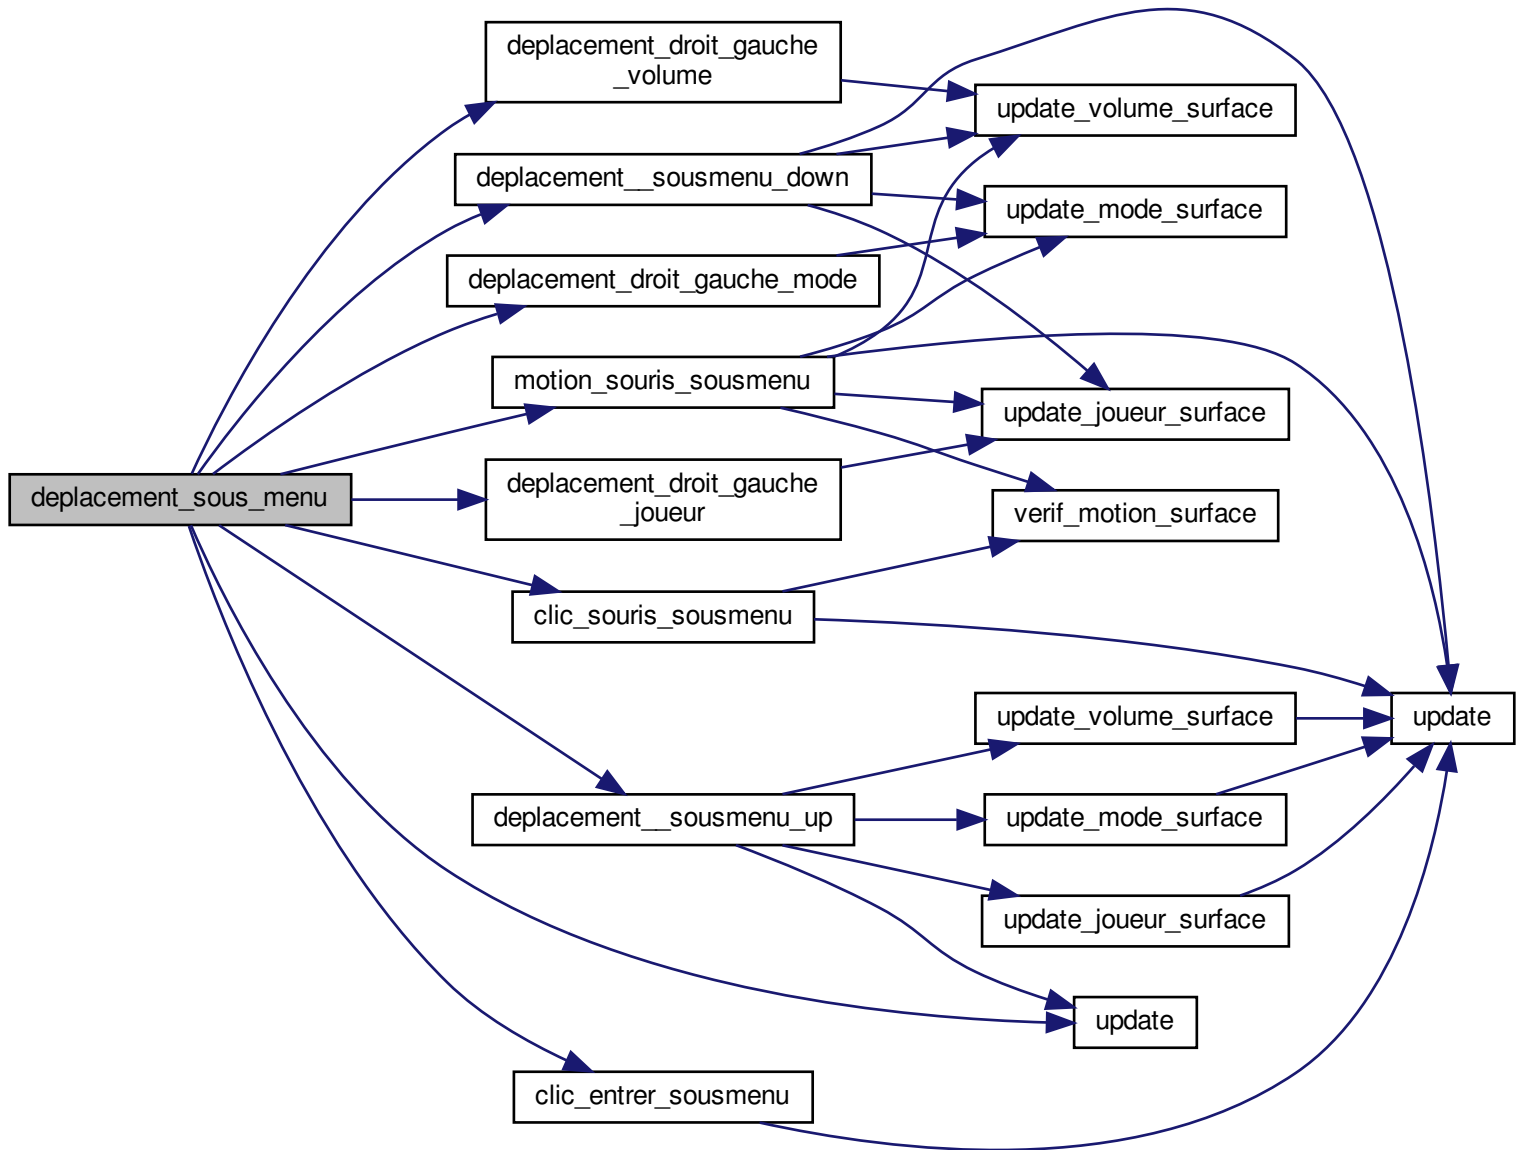 deplacement_droit_gauche
_volume
update_volume_surface
deplacement__sousmenu_down
update_mode_surface
deplacement_droit_gauche_mode
motion_souris_sousmenu
update_joueur_surface
deplacement_sous_menu
deplacement_droit_gauche
_joueur
verif_motion_surface
clic_souris_sousmenu
update_volume_surface
update
deplacement__sousmenu_up
update_mode_surface
update_joueur_surface
update
clic_entrer_sousmenu